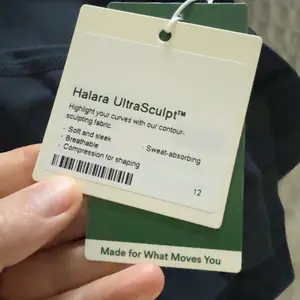 Halara UltraSculpt™
Highlight your curves with our contour-
sculpting fabric.
· Soft and sleek
· Sweat-absorbing
· Breathable
· Compression for shaping
12
Made for What Moves You